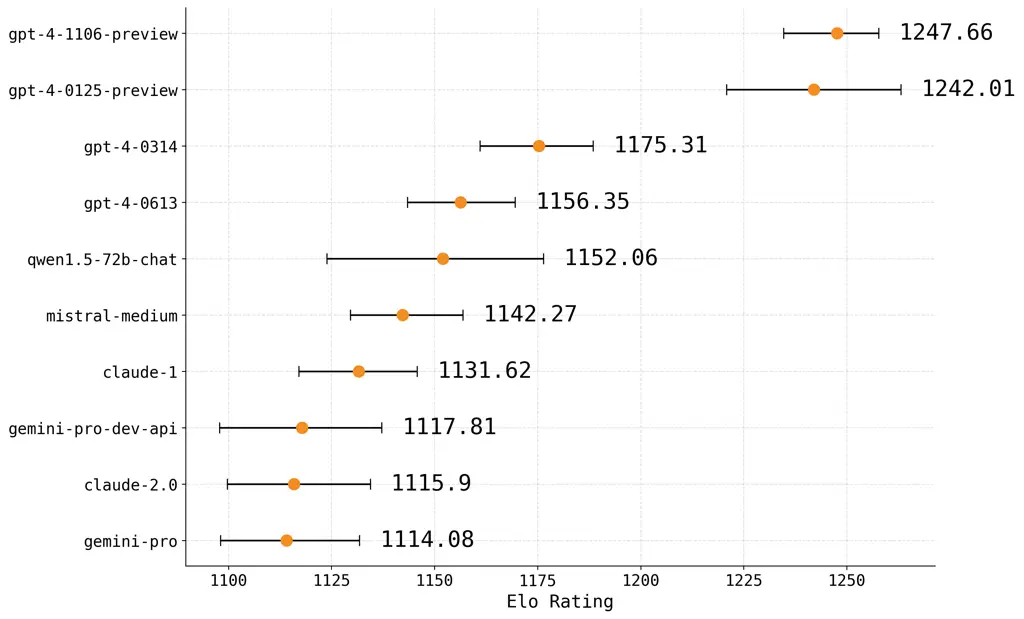 gpt-4-1106-preview 1247.66
gpt-4-0125-preview 1242.01
gpt-4-0314 1175.31
gpt-4-0613 1156.35
qwen1.5-72b-chat 1152.06
mistral-medium 1142.27
claude-1 1131.62
gemini-pro-dev-api 1117.81
claude-2.0 1115.9
gemini-pro 1114.08
1100 1125 1150 1175 1200 1225 1250
Elo Rating